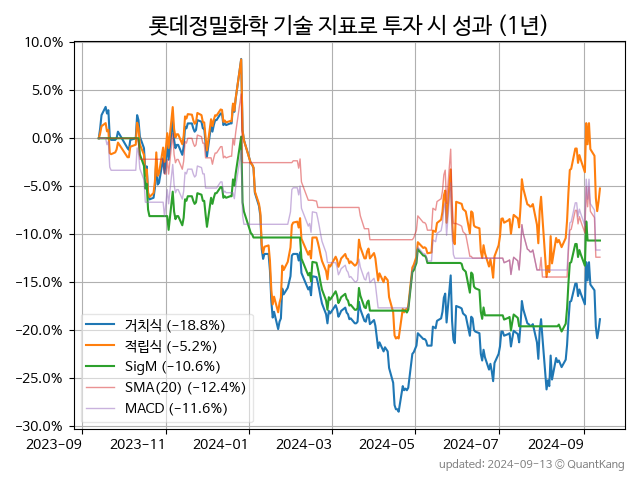 롯데정밀화학 기술 지표로 투자 시 성과 (1년)
10.0%
5.0%
0.0%
−5.0%
−10.0%
−15.0%
−20.0%
−25.0%
−30.0%
거치식 (−18.8%)
적립식 (−5.2%)
SigM (−10.6%)
SMA(20) (−12.4%)
MACD (−11.6%)
2023-09 2023-11 2024-01 2024-03 2024-05 2024-07 2024-09
updated: 2024-09-13 © QuantKang